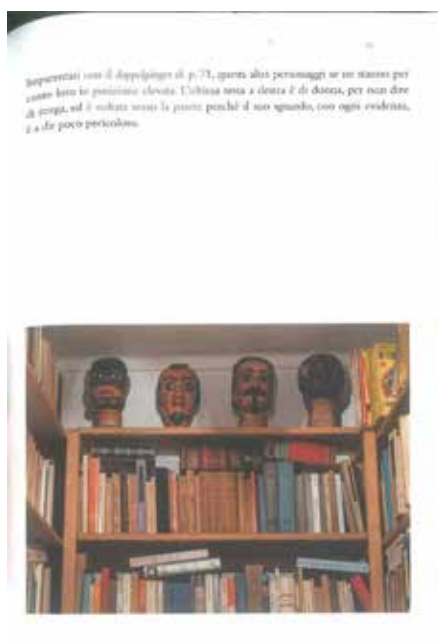 Imparentati con il doppelgänger di p. 71, questi altri personaggi se ne stanno per
conto loro in posizione elevata. L'ultima testa a destra è di donna, per non dire
di strega, ed è voltata verso la parete perché il suo sguardo, con ogni evidenza,
è a dir poco pericoloso.